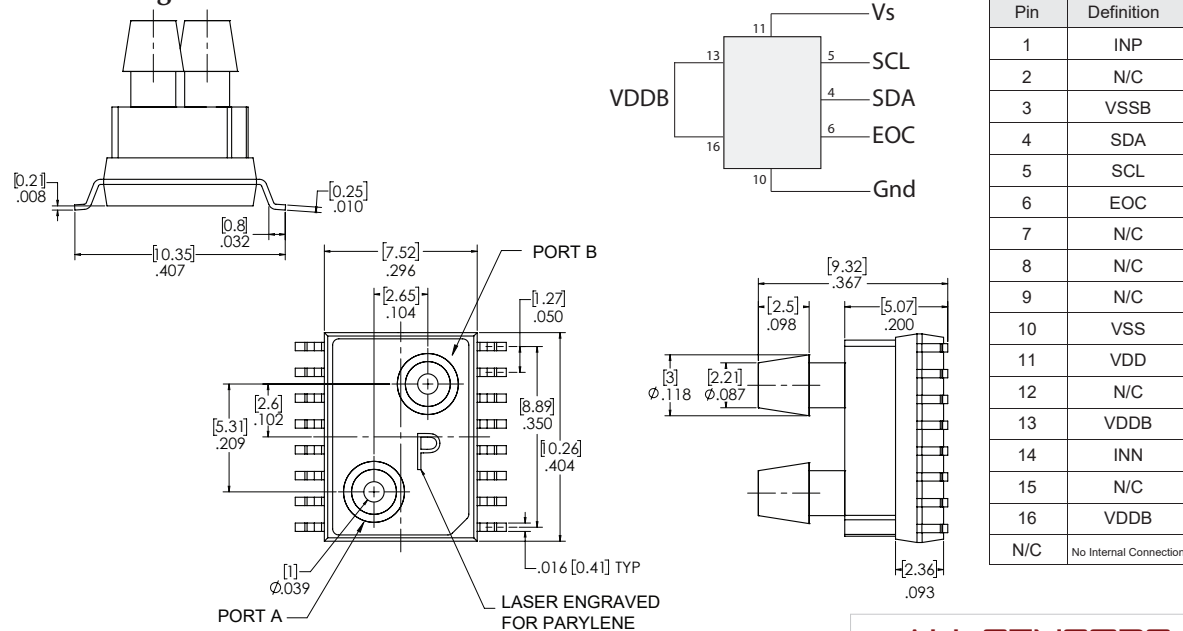 [0.21]
.008
[0.25]
.010
[0.8]
.032
[10.35]
.407
Vs
11
13
5
SCL
VDDB
4
SDA
6
EOC
16
10
Gnd
[7.52]
.296
PORT B
[2.65]
.104
[1.27]
.050
[2.6]
.102
[5.31]
.209
[8.89]
.350
[10.26]
.404
P
[1]
Ø.039
.016 [0.41] TYP
PORT A
LASER ENGRAVED
FOR PARYLENE
[9.32]
.367
[2.5]
.098
[5.07]
.200
[3]
Ø.118
[2.21]
Ø.087
[2.36]
.093
Pin Definition
1 INP
2 N/C
3 VSSB
4 SDA
5 SCL
6 EOC
7 N/C
8 N/C
9 N/C
10 VSS
11 VDD
12 N/C
13 VDDB
14 INN
15 N/C
16 VDDB
N/C No Internal Connection